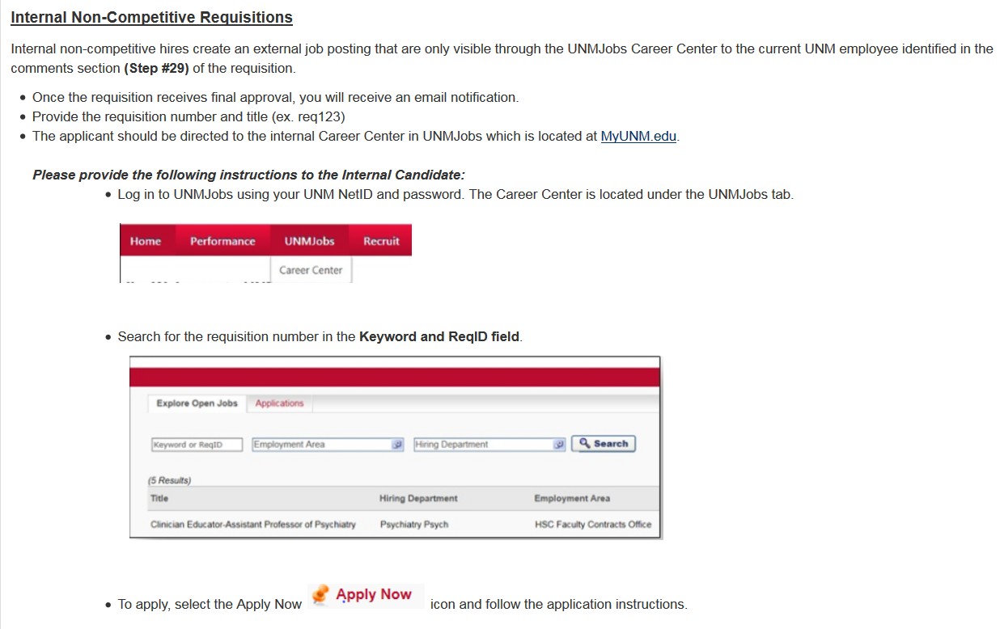 Internal Non-Competitive Requisitions
Internal non-competitive hires create an external job posting that are only visible through the UNMJobs Career Center to the current UNM employee identified in the
comments section (Step #29) of the requisition.
• Once the requisition receives final approval, you will receive an email notification.
• Provide the requisition number and title (ex. req123)
• The applicant should be directed to the internal Career Center in UNMJobs which is located at MyUNM.edu.
Please provide the following instructions to the Internal Candidate:
• Log in to UNMJobs using your UNM NetID and password. The Career Center is located under the UNMJobs tab.
Home Performance UNMJobs Recruit
Career Center
• Search for the requisition number in the Keyword and ReqID field.
Explore Open Jobs Applications
Keyword or ReqID Employment Area Hiring Department Search
(5 Results)
Title Hiring Department Employment Area
Clinician Educator-Assistant Professor of Psychiatry Psychiatry Psych HSC Faculty Contracts Office
• To apply, select the Apply Now Apply Now icon and follow the application instructions.